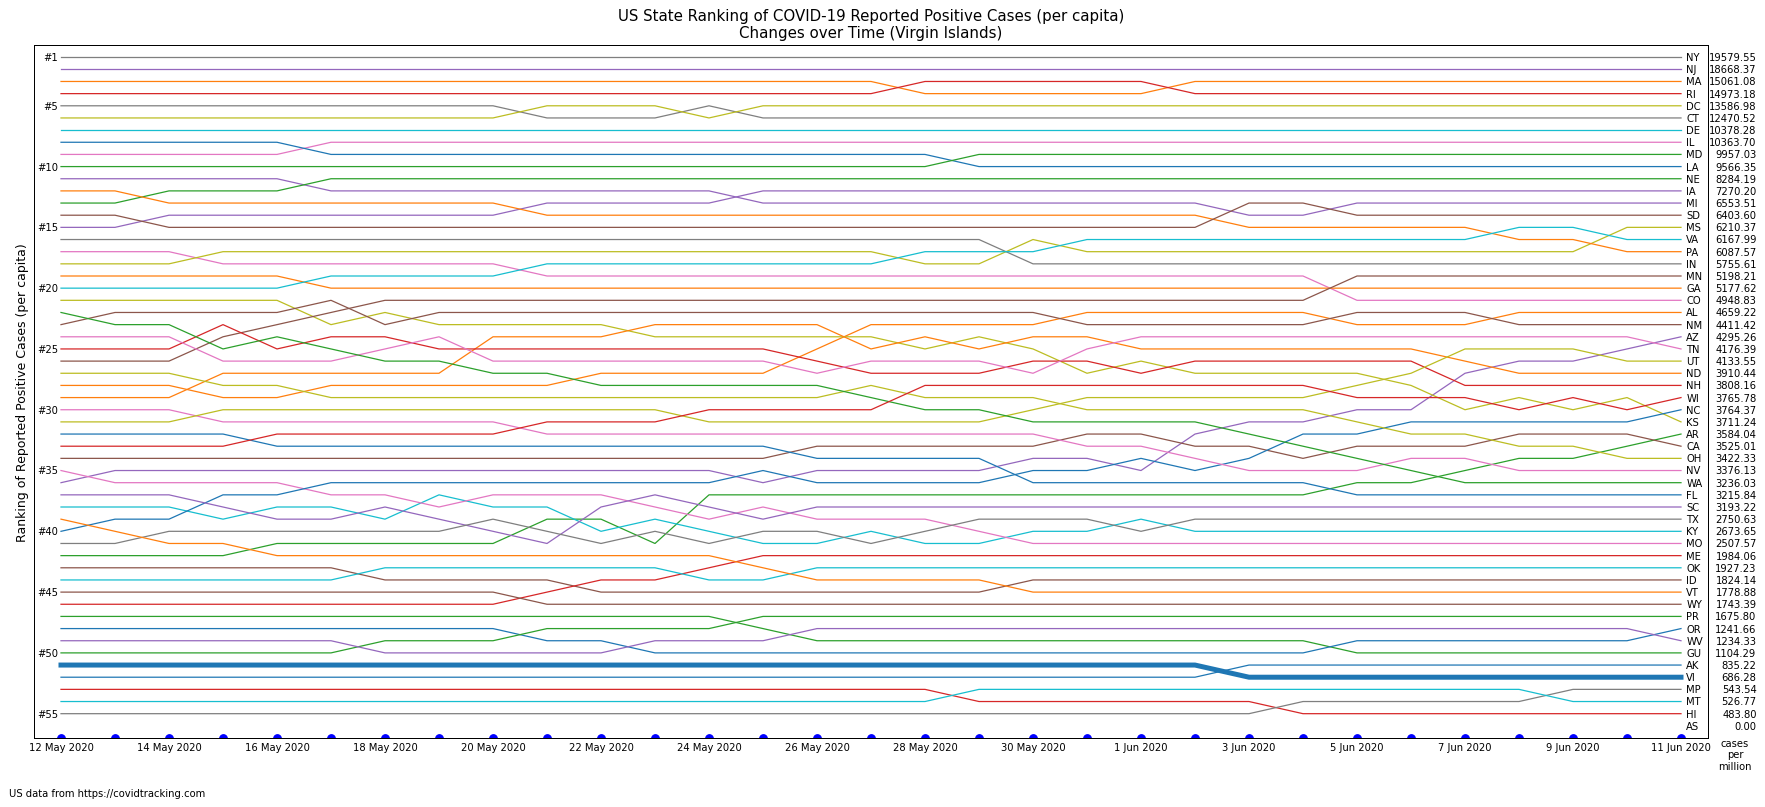 US State Ranking of COVID-19 Reported Positive Cases (per capita)
Changes over Time (Virgin Islands)
Ranking of Reported Positive Cases (per capita)
#1
#5
#10
#15
#20
#25
#30
#35
#40
#45
#50
#55
NY 19579.55
NJ 18668.37
MA 15061.08
RI 14973.18
DC 13586.98
CT 12470.52
DE 10378.28
IL 10363.70
MD 9957.03
LA 9566.35
NE 8284.19
IA 7270.20
MI 6553.51
SD 6403.60
MS 6210.37
VA 6167.99
PA 6087.57
IN 5755.61
MN 5198.21
GA 5177.62
CO 4948.83
AL 4659.22
NM 4411.42
AZ 4295.26
TN 4176.39
UT 4133.55
ND 3910.44
NH 3808.16
WI 3765.78
NC 3764.37
KS 3711.24
AR 3584.04
CA 3525.01
OH 3422.33
NV 3376.13
WA 3236.03
FL 3215.84
SC 3193.22
TX 2750.63
KY 2673.65
MO 2507.57
ME 1984.06
OK 1927.23
ID 1824.14
VT 1778.88
WY 1743.39
PR 1675.80
OR 1241.66
WV 1234.33
GU 1104.29
AK 835.22
VI 686.28
MP 543.54
MT 526.77
HI 483.80
AS 0.00
12 May 2020 14 May 2020 16 May 2020 18 May 2020 20 May 2020 22 May 2020 24 May 2020 26 May 2020 28 May 2020 30 May 2020 1 Jun 2020 3 Jun 2020 5 Jun 2020 7 Jun 2020 9 Jun 2020 11 Jun 2020
cases
per
million
US data from https://covidtracking.com